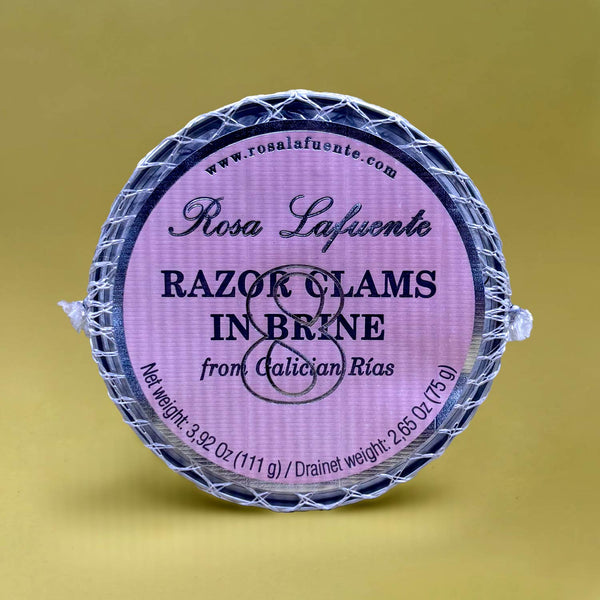 www.rosalafuente.com
Rosa Lafuente
RAZOR CLAMS
8
IN BRINE
from Galician Rías
Net weight: 3,92 Oz (111 g) / Drainet weight: 2,65 Oz (75 g)